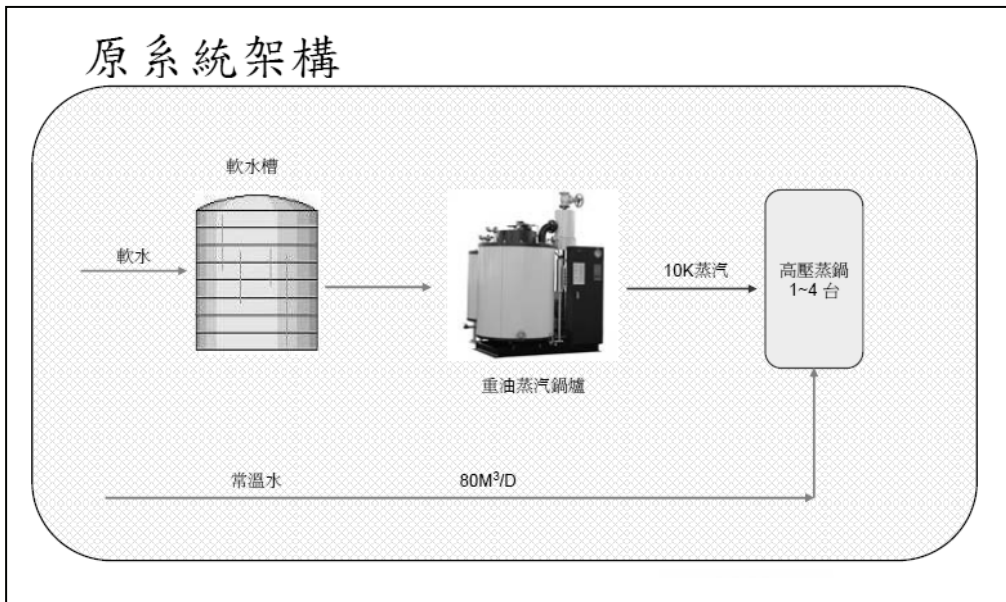 原系統架構
軟水槽
軟水
10K蒸汽
高壓蒸鍋
1~4 台
重油蒸汽鍋爐
常溫水
80M³/D